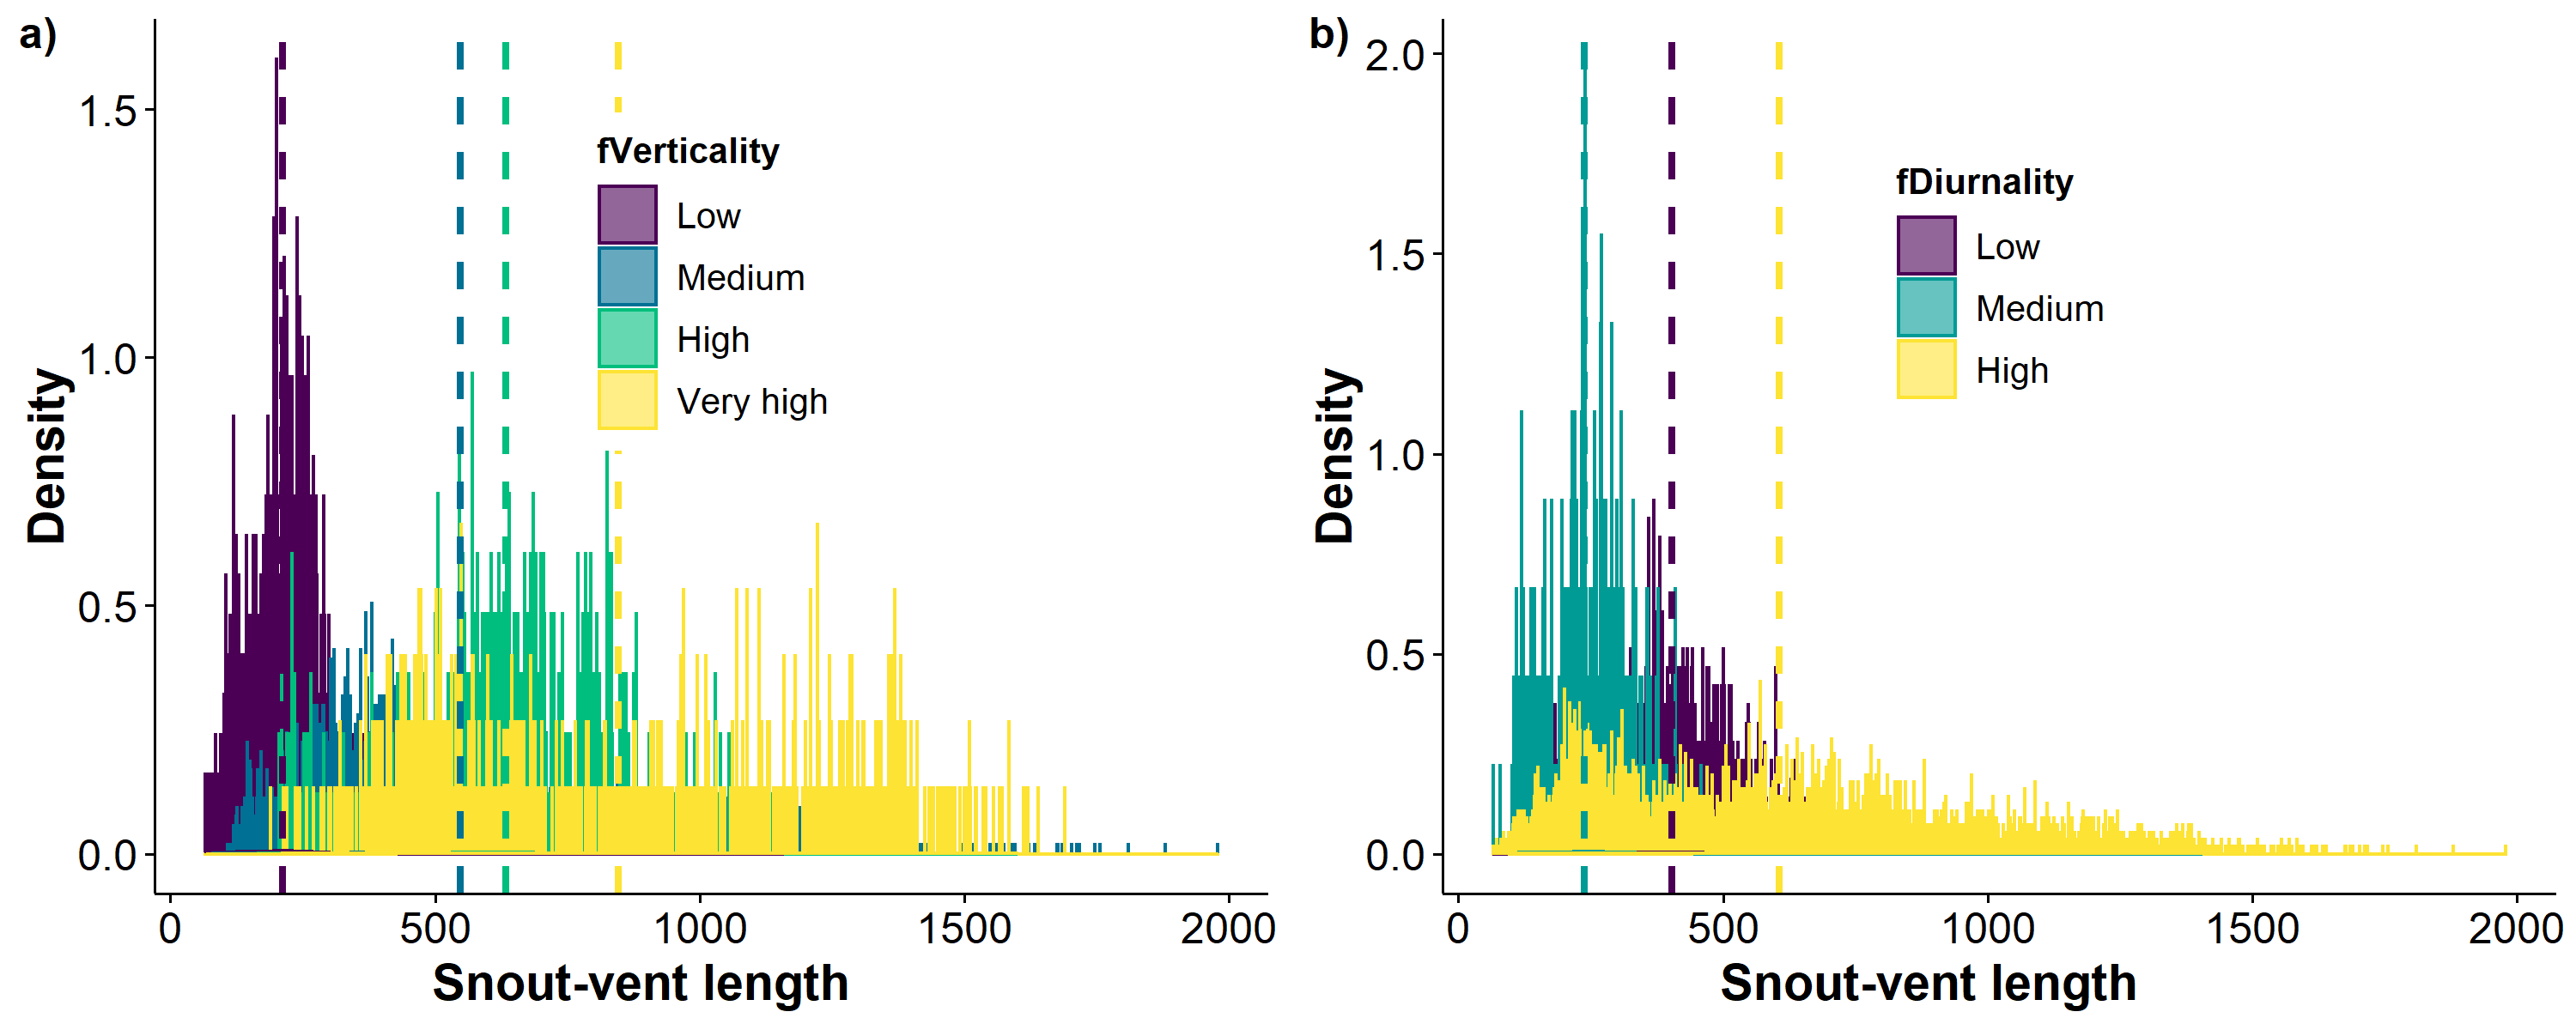 a)
1.5
1.0
0.5
0.0
Density
fVerticality
Low
Medium
High
Very high
0 500 1000 1500 2000
Snout-vent length
b)
2.0
1.5
1.0
0.5
0.0
Density
fDiurnality
Low
Medium
High
0 500 1000 1500 2000
Snout-vent length